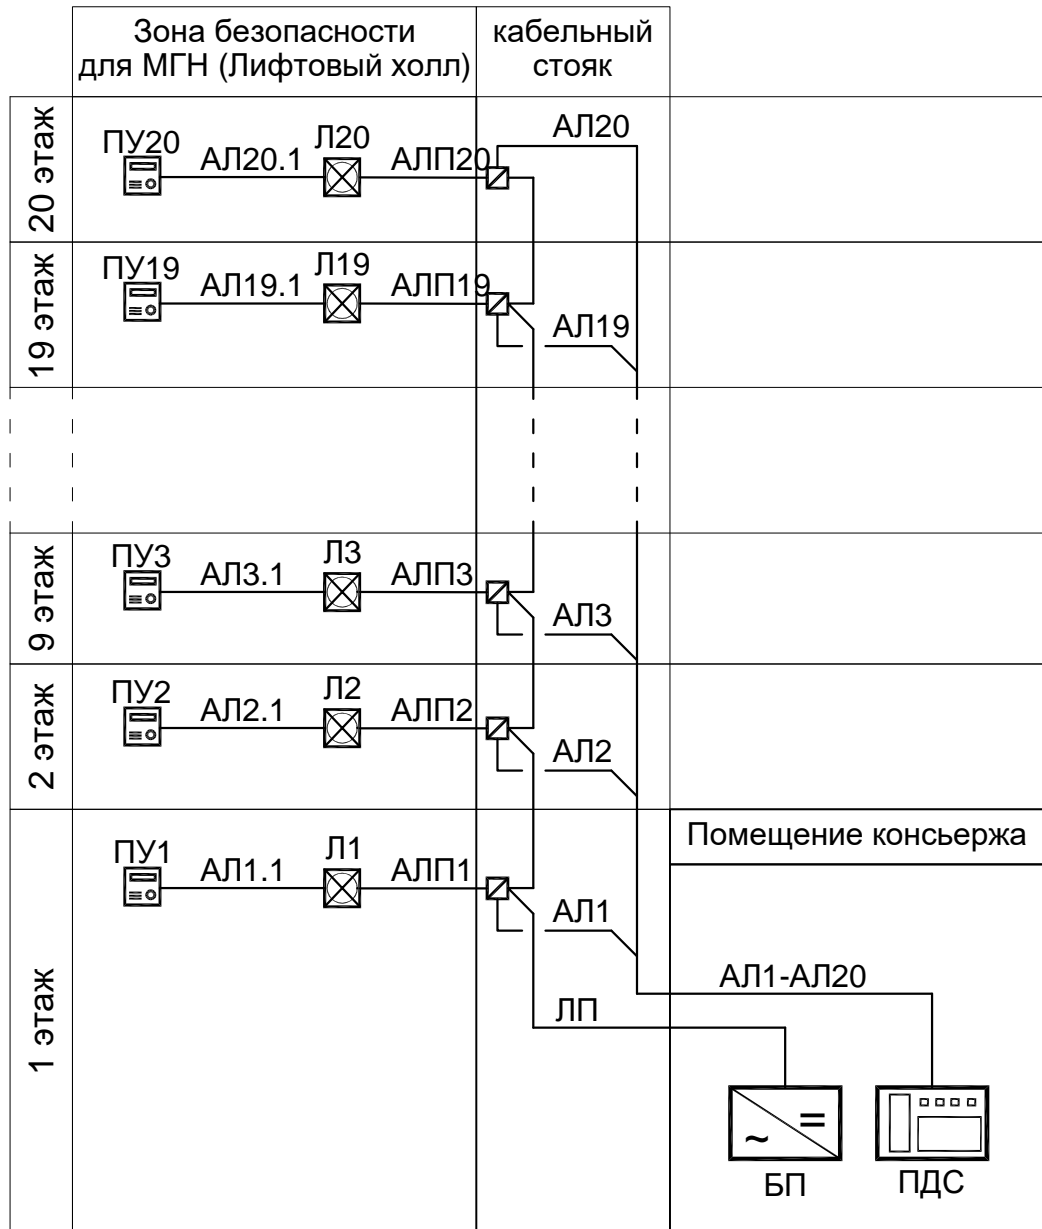 Зона безопасности
для МГН (Лифтовый холл)
кабельный
стояк
20 этаж
ПУ20
АЛ20.1
Л20
АЛП20
АЛ20
19 этаж
ПУ19
АЛ19.1
Л19
АЛП19
АЛ19
9 этаж
ПУ3
АЛ3.1
Л3
АЛП3
АЛ3
2 этаж
ПУ2
АЛ2.1
Л2
АЛП2
АЛ2
1 этаж
ПУ1
АЛ1.1
Л1
АЛП1
АЛ1
Помещение консьержа
АЛ1-АЛ20
ЛП
~ =
БП
ПДС